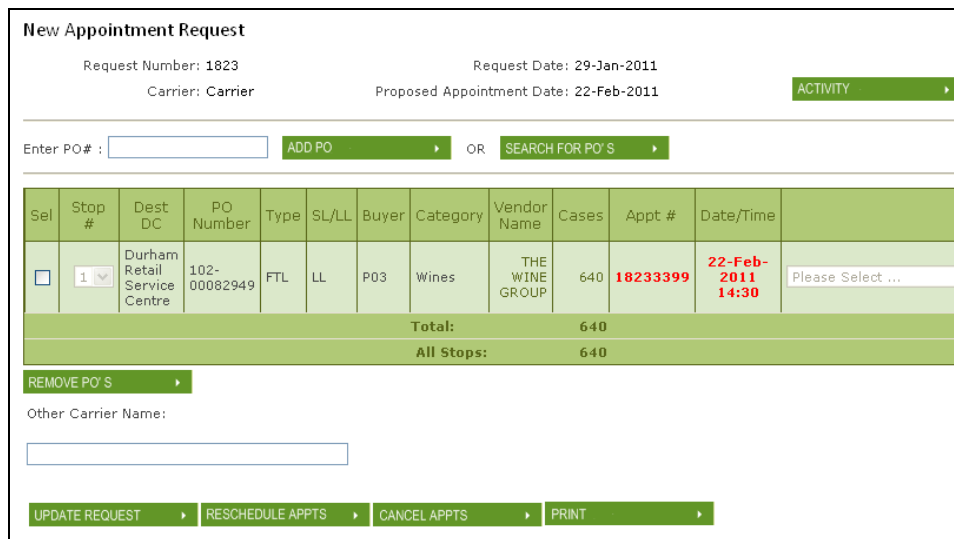 New Appointment Request
Request Number: 1823 Request Date: 29-Jan-2011
Carrier: Carrier Proposed Appointment Date: 22-Feb-2011 ACTIVITY
Enter PO# : ADD PO OR SEARCH FOR PO'S
Sel Stop # Dest DC PO Number Type SL/LL Buyer Category Vendor Name Cases Appt # Date/Time
1 Durham Retail Service Centre 102-00082949 FTL LL P03 Wines THE WINE GROUP 640 18233399 22-Feb-2011 14:30 Please Select ...
Total: 640
All Stops: 640
REMOVE PO'S
Other Carrier Name:
UPDATE REQUEST RESCHEDULE APPTS CANCEL APPTS PRINT